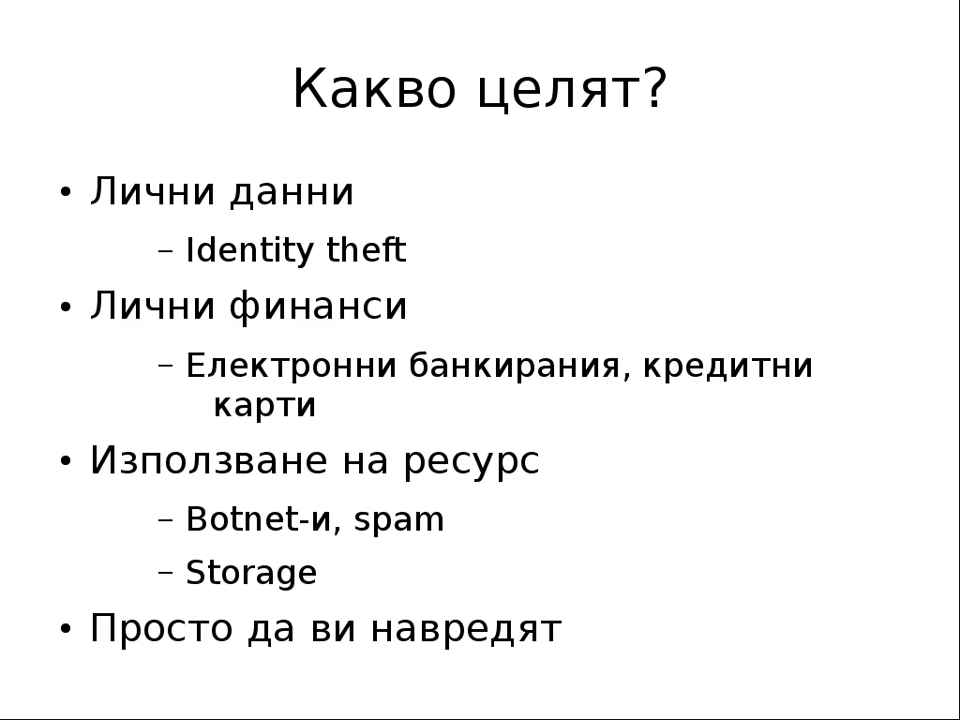 Какво целят?
• Лични данни
– Identity theft
• Лични финанси
– Електронни банкирания, кредитни
карти
• Използване на ресурс
– Botnet-и, spam
– Storage
• Просто да ви навредят